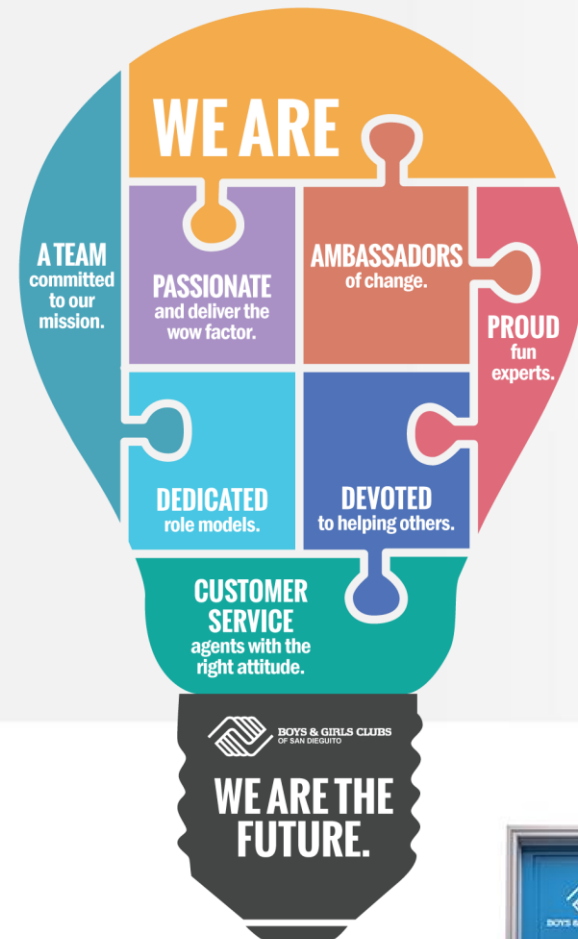 WE ARE
A TEAM
committed
to our
mission.
PASSIONATE
and deliver the
wow factor.
AMBASSADORS
of change.
PROUD
fun
experts.
DEDICATED
role models.
DEVOTED
to helping others.
CUSTOMER
SERVICE
agents with the
right attitude.
BOYS & GIRLS CLUBS
OF SAN DIEGUITO
WE ARE THE
FUTURE.
BOYS &